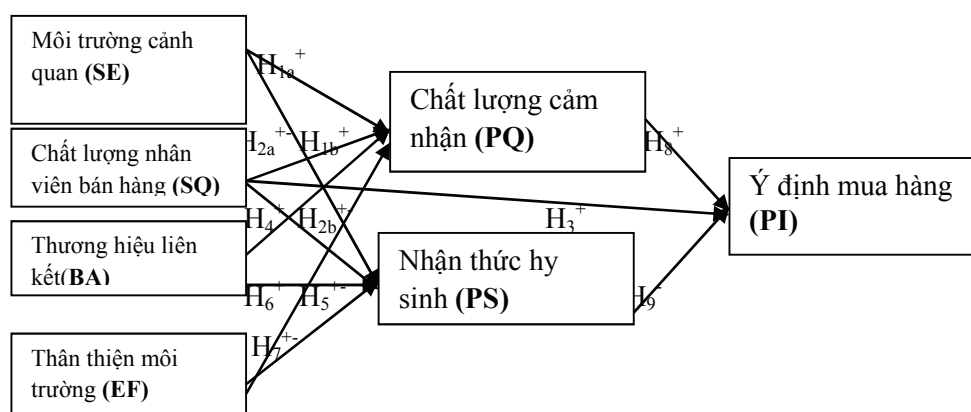 Môi trường cảnh
quan (SE)
Chất lượng nhân
viên bán hàng (SQ)
Thương hiệu liên
kết(BA)
Thân thiện môi
trường (EF)
H1a+
H2a+-
H1b+
H4+
H2b+-
H6+
H5+-
H7+-
Chất lượng cảm
nhận (PQ)
Nhận thức hy
sinh (PS)
H3+
H8+
H9-
Ý định mua hàng
(PI)